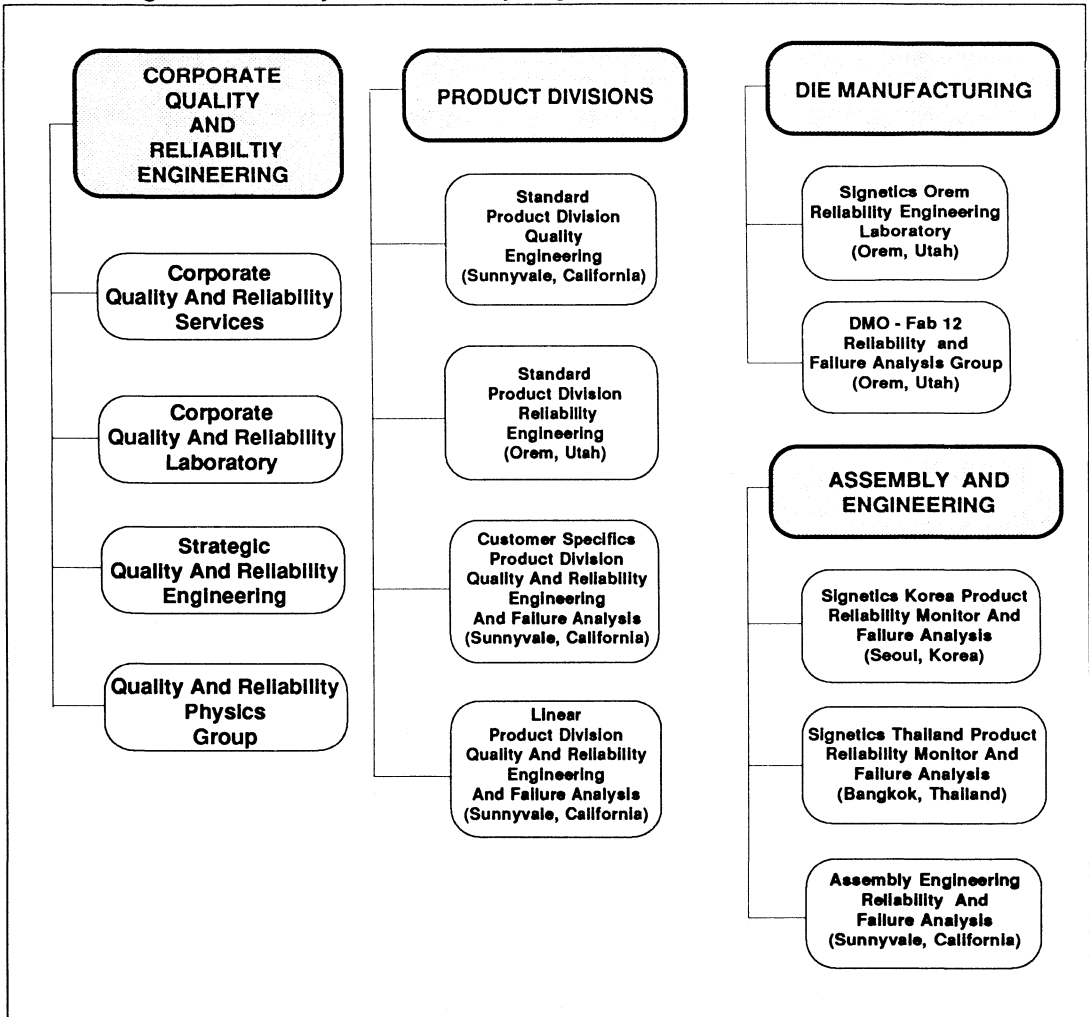 CORPORATE
QUALITY
AND
RELIABILTIY
ENGINEERING
Corporate
Quality And Reliability
Services
Corporate
Quality And Reliability
Laboratory
Strategic
Quality And Reliability
Engineering
Quality And Reliability
Physics
Group
PRODUCT DIVISIONS
Standard
Product Division
Quality
Engineering
(Sunnyvale, California)
Standard
Product Division
Reliability
Engineering
(Orem, Utah)
Customer Specifics
Product Division
Quality And Reliability
Engineering
And Failure Analysis
(Sunnyvale, California)
Linear
Product Division
Quality And Reliability
Engineering
And Failure Analysis
(Sunnyvale, California)
DIE MANUFACTURING
Signetics Orem
Reliability Engineering
Laboratory
(Orem, Utah)
DMO - Fab 12
Reliability and
Failure Analysis Group
(Orem, Utah)
ASSEMBLY AND
ENGINEERING
Signetics Korea Product
Reliability Monitor And
Failure Analysis
(Seoul, Korea)
Signetics Thailand Product
Reliability Monitor And
Failure Analysis
(Bangkok, Thailand)
Assembly Engineering
Reliability And
Failure Analysis
(Sunnyvale, California)